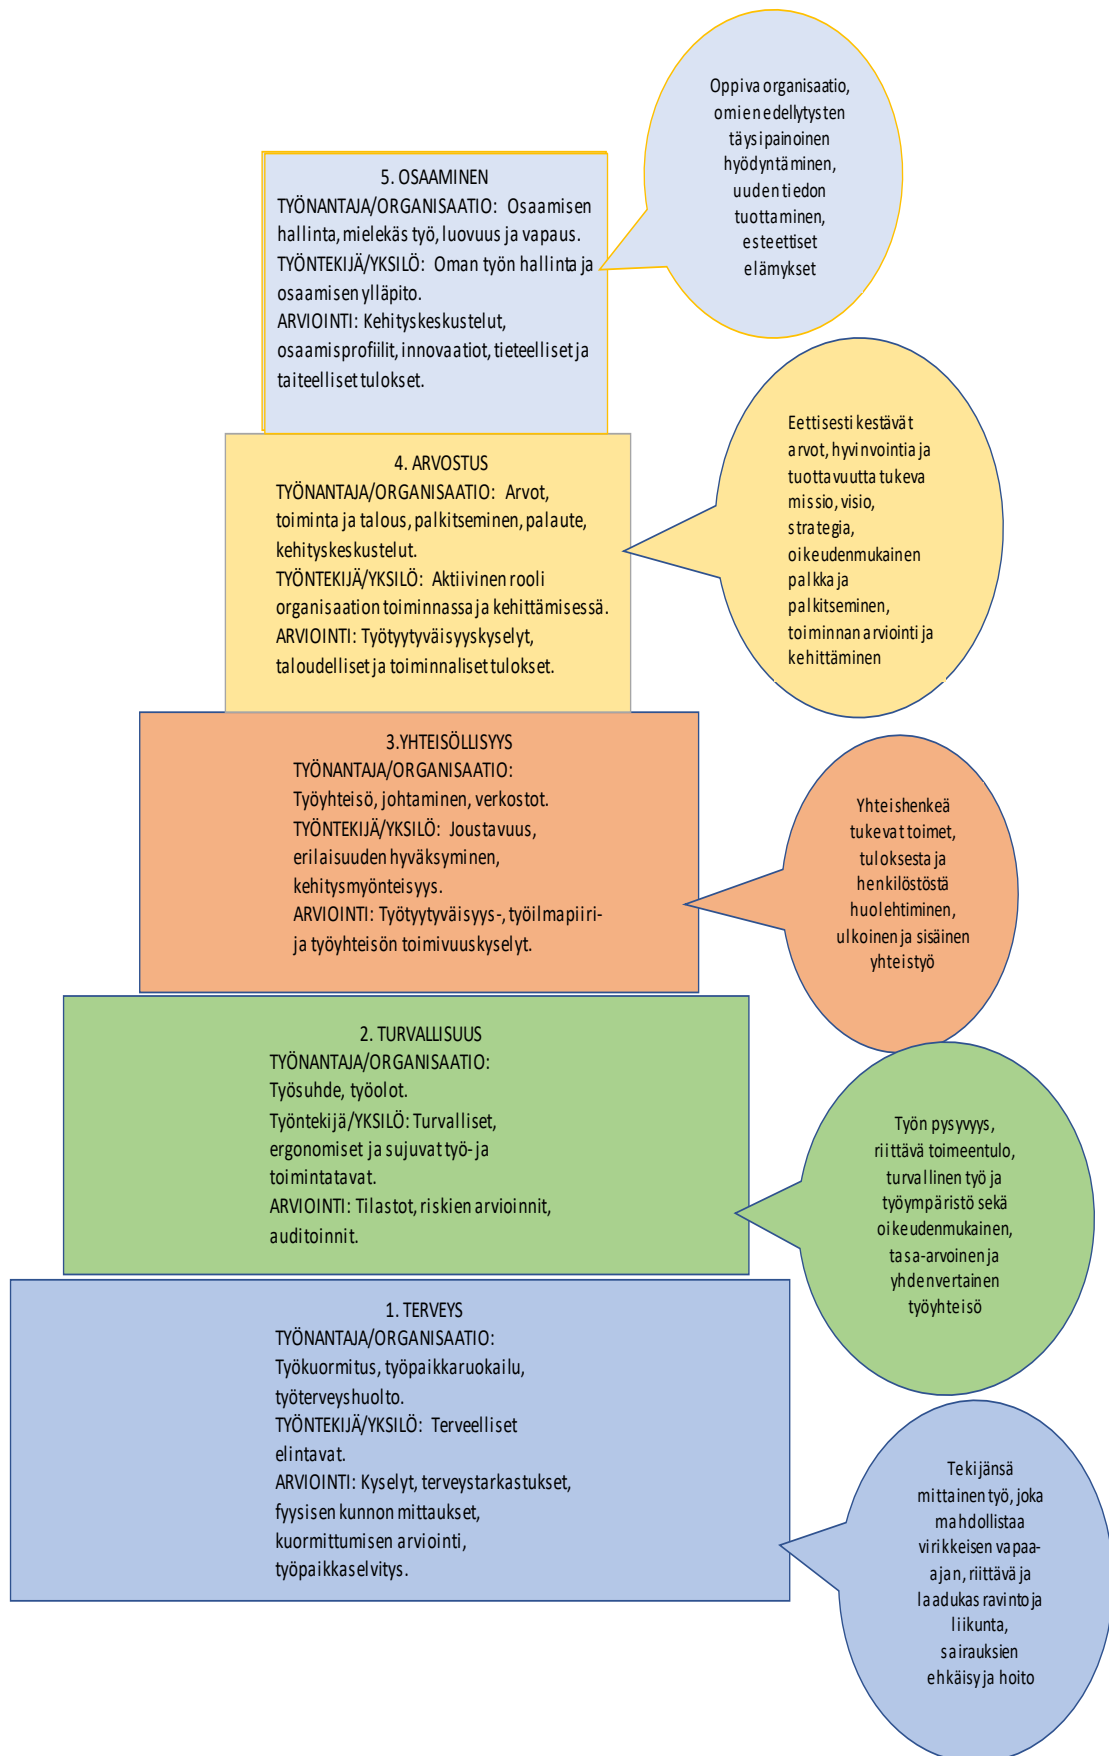 Oppiva organisaatio,
omien edellytysten
täysipainoinen
hyödyntäminen,
uuden tiedon
tuottaminen,
esteettiset
elämykset
5. OSAAMINEN
TYÖNANTAJA/ORGANISAATIO: Osaamisen
hallinta, mielekäs työ, luovuus ja vapaus.
TYÖNTEKIJÄ/YKSILÖ: Oman työn hallinta ja
osaamisen ylläpito.
ARVIOINTI: Kehityskeskustelut,
osaamisprofiilit, innovaatiot, tieteelliset ja
taiteelliset tulokset.
Eettisesti kestävät
arvot, hyvinvointia ja
tuottavuutta tukeva
missio, visio,
strategia,
oikeudenmukainen
palkka ja
palkitseminen,
toiminnan arviointi ja
kehittäminen
4. ARVOSTUS
TYÖNANTAJA/ORGANISAATIO: Arvot,
toiminta ja talous, palkitseminen, palaute,
kehityskeskustelut.
TYÖNTEKIJÄ/YKSILÖ: Aktiivinen rooli
organisaation toiminnassa ja kehittämisessä.
ARVIOINTI: Työtyytyväisyyskyselyt,
taloudelliset ja toiminnalliset tulokset.
3.YHTEISÖLLISYYS
TYÖNANTAJA/ORGANISAATIO:
Työyhteisö, johtaminen, verkostot.
TYÖNTEKIJÄ/YKSILÖ: Joustavuus,
erilaisuuden hyväksyminen,
kehitysmyönteisyys.
ARVIOINTI: Työtyytyväisyys-, työilmapiiri-
ja työyhteisön toimivuuskyselyt.
Yhteishenkeä
tukevat toimet,
tuloksesta ja
henkilöstöstä
huolehtiminen,
ulkoinen ja sisäinen
yhteistyö
2. TURVALLISUUS
TYÖNANTAJA/ORGANISAATIO:
Työsuhde, työolot.
Työntekijä/YKSILÖ: Turvalliset,
ergonomiset ja sujuvat työ- ja
toimintatavat.
ARVIOINTI: Tilastot, riskien arvioinnit,
auditoinnit.
Työn pysyvyys,
riittävä toimeentulo,
turvallinen työ ja
työympäristö sekä
oikeudenmukainen,
tasa-arvoinen ja
yhdenvertainen
työyhteisö
1. TERVEYS
TYÖNANTAJA/ORGANISAATIO:
Työkuormitus, työpaikkaruokailu,
työterveyshuolto.
TYÖNTEKIJÄ/YKSILÖ: Terveelliset
elintavat.
ARVIOINTI: Kyselyt, terveystarkastukset,
fyysisen kunnon mittaukset,
kuormittumisen arviointi,
työpaikkaselvitys.
Tekijänsä
mittainen työ, joka
mahdollistaa
virikkeisen vapaa-
ajan, riittävä ja
laadukas ravinto ja
liikunta,
sairauksien
ehkäisy ja hoito